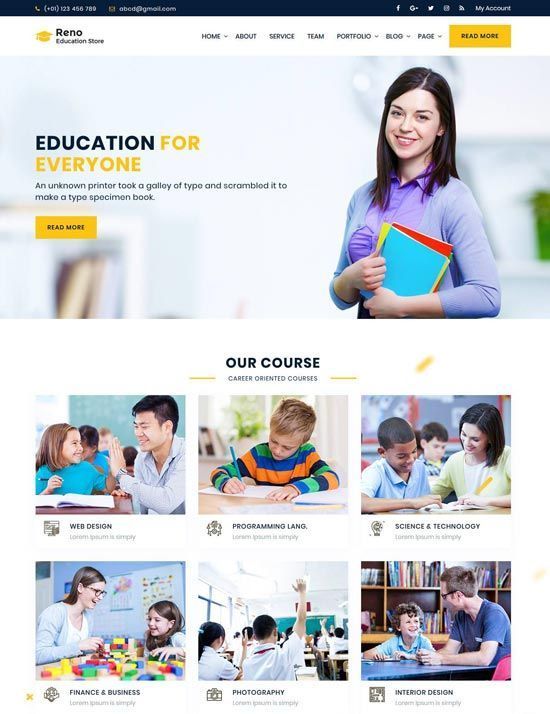 (+01) 123 456 789 abcd@gmail.com My Account
Reno
Education Store
HOME ABOUT SERVICE TEAM PORTFOLIO BLOG PAGE READ MORE
EDUCATION FOR
EVERYONE
An unknown printer took a galley of type and scrambled it to
make a type specimen book.
READ MORE
OUR COURSE
CAREER ORIENTED COURSES
WEB DESIGN
Lorem Ipsum is simply
PROGRAMMING LANG.
Lorem Ipsum is simply
SCIENCE & TECHNOLOGY
Lorem Ipsum is simply
FINANCE & BUSINESS
Lorem Ipsum is simply
PHOTOGRAPHY
Lorem Ipsum is simply
INTERIOR DESIGN
Lorem Ipsum is simply